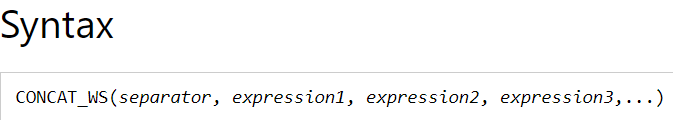 Syntax
CONCAT_WS(separator, expression1, expression2, expression3,...)